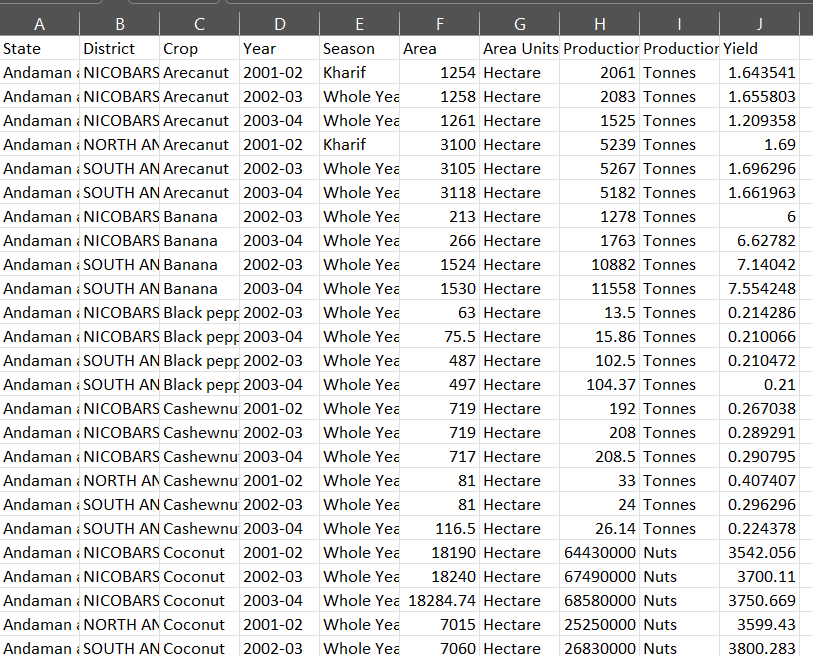 A B C D E F G H I J
State District Crop Year Season Area Area Units Production Production Yield
Andaman a NICOBARS Arecanut 2001-02 Kharif 1254 Hectare 2061 Tonnes 1.643541
Andaman a NICOBARS Arecanut 2002-03 Whole Yea 1258 Hectare 2083 Tonnes 1.655803
Andaman a NICOBARS Arecanut 2003-04 Whole Yea 1261 Hectare 1525 Tonnes 1.209358
Andaman a NORTH AN Arecanut 2001-02 Kharif 3100 Hectare 5239 Tonnes 1.69
Andaman a SOUTH AN Arecanut 2002-03 Whole Yea 3105 Hectare 5267 Tonnes 1.696296
Andaman a SOUTH AN Arecanut 2003-04 Whole Yea 3118 Hectare 5182 Tonnes 1.661963
Andaman a NICOBARS Banana 2002-03 Whole Yea 213 Hectare 1278 Tonnes 6
Andaman a NICOBARS Banana 2003-04 Whole Yea 266 Hectare 1763 Tonnes 6.62782
Andaman a SOUTH AN Banana 2002-03 Whole Yea 1524 Hectare 10882 Tonnes 7.14042
Andaman a SOUTH AN Banana 2003-04 Whole Yea 1530 Hectare 11558 Tonnes 7.554248
Andaman a NICOBARS Black pepp 2002-03 Whole Yea 63 Hectare 13.5 Tonnes 0.214286
Andaman a NICOBARS Black pepp 2003-04 Whole Yea 75.5 Hectare 15.86 Tonnes 0.210066
Andaman a SOUTH AN Black pepp 2002-03 Whole Yea 487 Hectare 102.5 Tonnes 0.210472
Andaman a SOUTH AN Black pepp 2003-04 Whole Yea 497 Hectare 104.37 Tonnes 0.21
Andaman a NICOBARS Cashewnu 2001-02 Whole Yea 719 Hectare 192 Tonnes 0.267038
Andaman a NICOBARS Cashewnu 2002-03 Whole Yea 719 Hectare 208 Tonnes 0.289291
Andaman a NICOBARS Cashewnu 2003-04 Whole Yea 717 Hectare 208.5 Tonnes 0.290795
Andaman a NORTH AN Cashewnu 2001-02 Whole Yea 81 Hectare 33 Tonnes 0.407407
Andaman a SOUTH AN Cashewnu 2002-03 Whole Yea 81 Hectare 24 Tonnes 0.296296
Andaman a SOUTH AN Cashewnu 2003-04 Whole Yea 116.5 Hectare 26.14 Tonnes 0.224378
Andaman a NICOBARS Coconut 2001-02 Whole Yea 18190 Hectare 64430000 Nuts 3542.056
Andaman a NICOBARS Coconut 2002-03 Whole Yea 18240 Hectare 67490000 Nuts 3700.11
Andaman a NICOBARS Coconut 2003-04 Whole Yea 18284.74 Hectare 68580000 Nuts 3750.669
Andaman a NORTH AN Coconut 2001-02 Whole Yea 7015 Hectare 25250000 Nuts 3599.43
Andaman a SOUTH AN Coconut 2002-03 Whole Yea 7060 Hectare 26830000 Nuts 3800.283